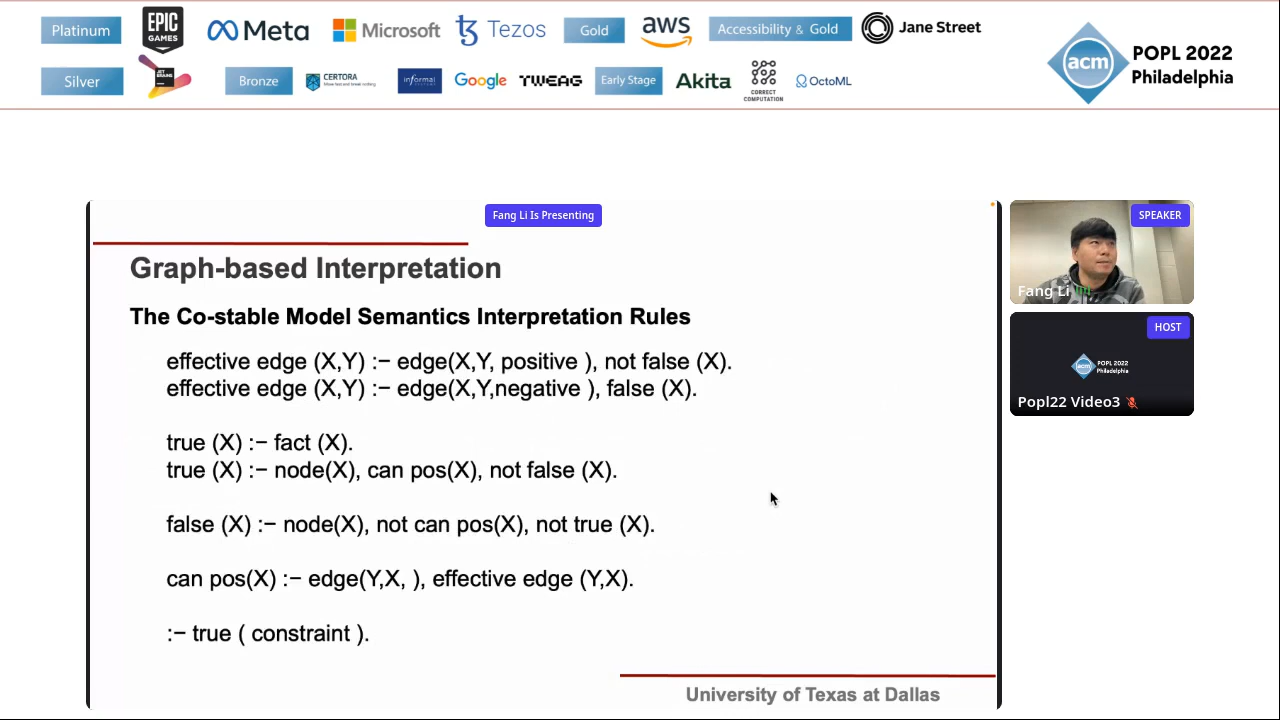 Platinum
EPIC GAMES
Meta
Microsoft
Tezos
Gold
aws
Accessibility & Gold
Jane Street
Silver
JET BRAINS
Bronze
CERTORA
informal
Google
TWEAG
Early Stage
Akita
CORRECT COMPUTATION
OctoML
acm
POPL 2022
Philadelphia
Fang Li Is Presenting
Graph-based Interpretation
The Co-stable Model Semantics Interpretation Rules
effective edge (X,Y) :− edge(X,Y, positive ), not false (X).
effective edge (X,Y) :− edge(X,Y,negative ), false (X).
true (X) :− fact (X).
true (X) :− node(X), can pos(X), not false (X).
false (X) :− node(X), not can pos(X), not true (X).
can pos(X) :− edge(Y,X, ), effective edge (Y,X).
:− true ( constraint ).
University of Texas at Dallas
SPEAKER
Fang Li
HOST
acm
POPL 2022
Philadelphia
Popl22 Video3